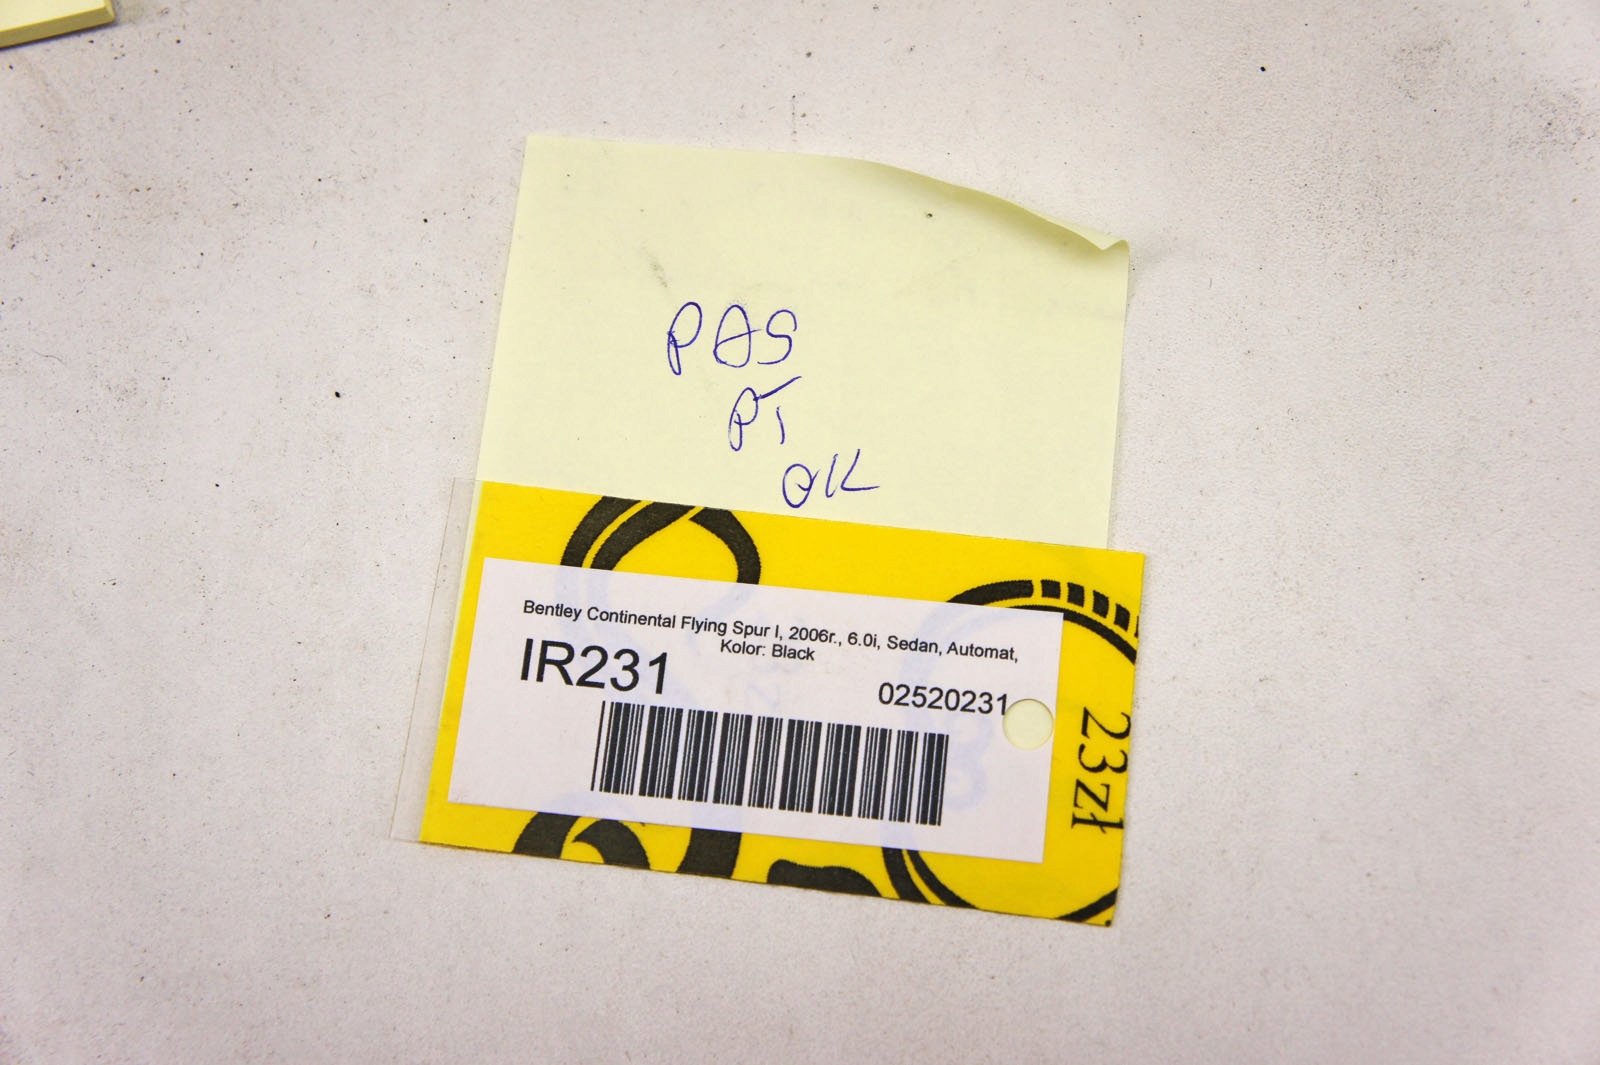 PAS
PT
OK
Bentley Continental Flying Spur I, 2006r., 6.0i, Sedan, Automat,
Kolor: Black
IR231
02520231
23zł